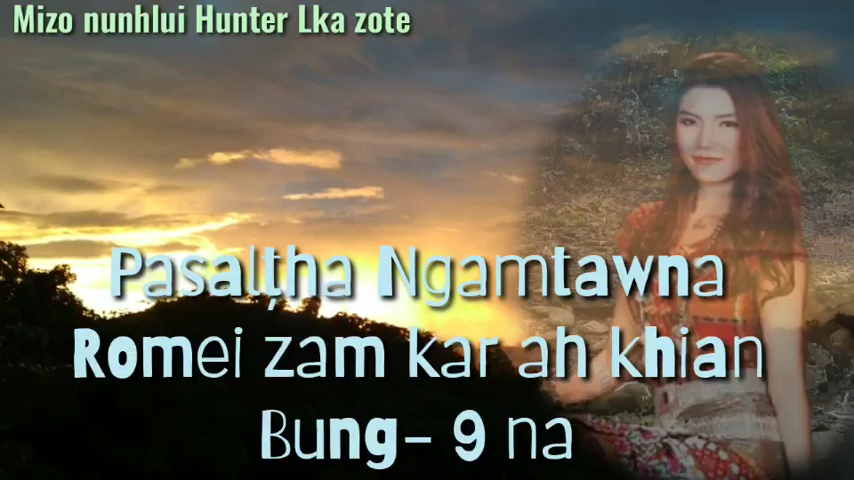 Mizo nunhlui Hunter Lka zote
Pasalṭha Ngamtawna
Romei zam kar ah khian
Bung- 9 na